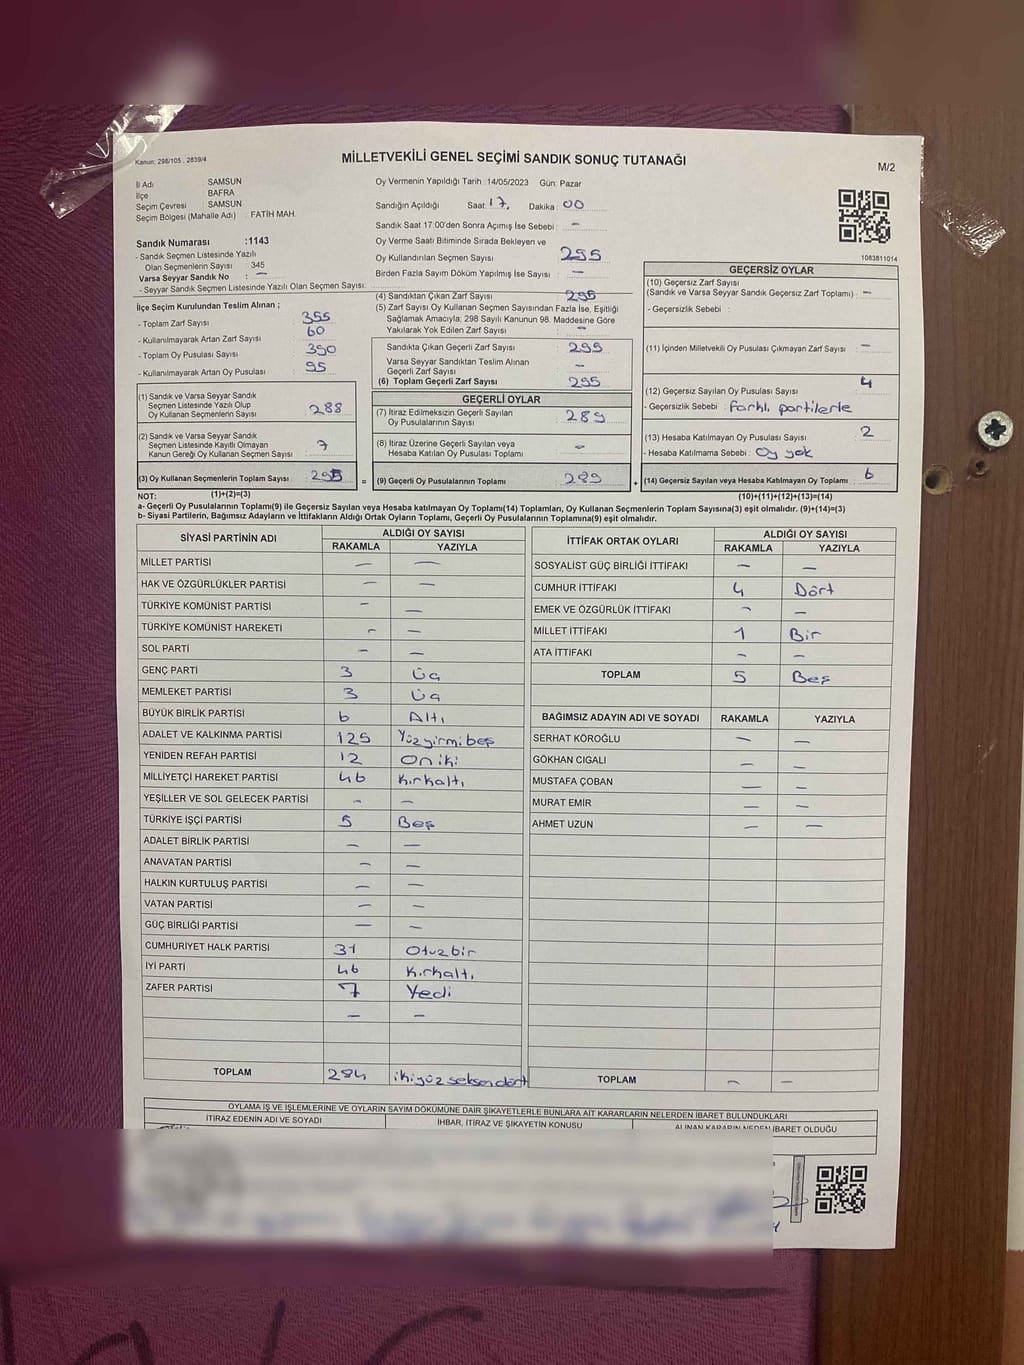 Kanun: 298/105 , 2839/4
MİLLETVEKİLİ GENEL SEÇİMİ SANDIK SONUÇ TUTANAĞI
M/2
İl Adı : SAMSUN
İlçe BAFRA
Seçim Çevresi : SAMSUN
Seçim Bölgesi (Mahalle Adı) : FATİH MAH.
Sandık Numarası :1143
- Sandık Seçmen Listesinde Yazılı
Olan Seçmenlerin Sayısı : 345
Varsa Seyyar Sandık No : –
- Seyyar Sandık Seçmen Listesinde Yazılı Olan Seçmen Sayısı:
Oy Vermenin Yapıldığı Tarih :14/05/2023 Gün: Pazar
Sandığın Açıldığı Saat: 17, Dakika : 00
Sandık Saat 17:00'den Sonra Açımış İse Sebebi : –
Oy Verme Saati Bitiminde Sırada Bekleyen ve
Oy Kullandırılan Seçmen Sayısı 295
Birden Fazla Sayım Döküm Yapılmış İse Sayısı : –
1083811014
İlçe Seçim Kurulundan Teslim Alınan ;
- Toplam Zarf Sayısı : 355
- Kullanılmayarak Artan Zarf Sayısı : 60
- Toplam Oy Pusulası Sayısı : 390
- Kullanılmayarak Artan Oy Pusulası : 95
(1) Sandık ve Varsa Seyyar Sandık
Seçmen Listesinde Yazılı Olup
Oy Kullanan Seçmenlerin Sayısı : 288
(2) Sandık ve Varsa Seyyar Sandık
Seçmen Listesinde Kayıtlı Olmayan
Kanun Gereği Oy Kullanan Seçmen Sayısı : 7
(3) Oy Kullanan Seçmenlerin Toplam Sayısı : 295
(4) Sandıktan Çıkan Zarf Sayısı : 295
(5) Zarf Sayısı Oy Kullanan Seçmen Sayısından Fazla İse, Eşitliği
Sağlamak Amacıyla; 298 Sayılı Kanunun 98. Maddesine Göre
Yakılarak Yok Edilen Zarf Sayısı : –
Sandıkta Çıkan Geçerli Zarf Sayısı : 295
Varsa Seyyar Sandıktan Teslim Alınan
Geçerli Zarf Sayısı : –
(6) Toplam Geçerli Zarf Sayısı : 295
GEÇERLİ OYLAR
(7) İtiraz Edilmeksizin Geçerli Sayılan
Oy Pusulalarının Sayısı : 289
(8) İtiraz Üzerine Geçerli Sayılan veya
Hesaba Katılan Oy Pusulası Toplamı : –
= (9) Geçerli Oy Pusulalarının Toplamı : 289
GEÇERSİZ OYLAR
(10) Geçersiz Zarf Sayısı
(Sandık ve Varsa Seyyar Sandık Geçersiz Zarf Toplamı) : –
- Geçersizlik Sebebi :
(11) İçinden Milletvekili Oy Pusulası Çıkmayan Zarf Sayısı : –
(12) Geçersiz Sayılan Oy Pusulası Sayısı : 4
- Geçersizlik Sebebi : farklı partilerle
(13) Hesaba Katılmayan Oy Pusulası Sayısı : 2
- Hesaba Katılmama Sebebi : Oy yok
+ (14) Geçersiz Sayılan veya Hesaba Katılmayan Oy Toplamı : 6
NOT: (1)+(2)=(3) (10)+(11)+(12)+(13)=(14)
a- Geçerli Oy Pusulalarının Toplamı(9) ile Geçersiz Sayılan veya Hesaba katılmayan Oy Toplamı(14) Toplamları, Oy Kullanan Seçmenlerin Toplam Sayısına(3) eşit olmalıdır. (9)+(14)=(3)
b- Siyasi Partilerin, Bağımsız Adayların ve İttifakların Aldığı Ortak Oyların Toplamı, Geçerli Oy Pusulalarının Toplamına(9) eşit olmalıdır.
SİYASİ PARTİNİN ADI ALDIĞI OY SAYISI
RAKAMLA YAZIYLA
MİLLET PARTİSİ – –
HAK VE ÖZGÜRLÜKLER PARTİSİ – –
TÜRKİYE KOMÜNİST PARTİSİ – –
TÜRKİYE KOMÜNİST HAREKETİ – –
SOL PARTİ – –
GENÇ PARTİ 3 Üç
MEMLEKET PARTİSİ 3 Üç
BÜYÜK BİRLİK PARTİSİ 6 Altı
ADALET VE KALKINMA PARTİSİ 125 Yüzyirmibeş
YENİDEN REFAH PARTİSİ 12 Oniki
MİLLİYETÇİ HAREKET PARTİSİ 46 Kırkaltı
YEŞİLLER VE SOL GELECEK PARTİSİ – –
TÜRKİYE İŞÇİ PARTİSİ 5 Beş
ADALET BİRLİK PARTİSİ – –
ANAVATAN PARTİSİ – –
HALKIN KURTULUŞ PARTİSİ – –
VATAN PARTİSİ – –
GÜÇ BİRLİĞİ PARTİSİ – –
CUMHURİYET HALK PARTİSİ 31 Otuzbir
İYİ PARTİ 46 Kırkaltı
ZAFER PARTİSİ 7 Yedi
– –
TOPLAM 284 ikiyüzseksendört
İTTİFAK ORTAK OYLARI ALDIĞI OY SAYISI
RAKAMLA YAZIYLA
SOSYALİST GÜÇ BİRLİĞİ İTTİFAKI – –
CUMHUR İTTİFAKI 4 Dört
EMEK VE ÖZGÜRLÜK İTTİFAKI – –
MİLLET İTTİFAKI 1 Bir
ATA İTTİFAKI – –
TOPLAM 5 Beş
BAĞIMSIZ ADAYIN ADI VE SOYADI RAKAMLA YAZIYLA
SERHAT KÖROĞLU – –
GÖKHAN CIGALI – –
MUSTAFA ÇOBAN – –
MURAT EMİR – –
AHMET UZUN – –
TOPLAM – –
OYLAMA İŞ VE İŞLEMLERİNE VE OYLARIN SAYIM DÖKÜMÜNE DAİR ŞİKAYETLERLE BUNLARA AİT KARARLARIN NELERDEN İBARET BULUNDUKLARI
İTİRAZ EDENİN ADI VE SOYADI İHBAR, İTİRAZ VE ŞİKAYETİN KONUSU ALINAN KARARIN NEDEN İBARET OLDUĞU